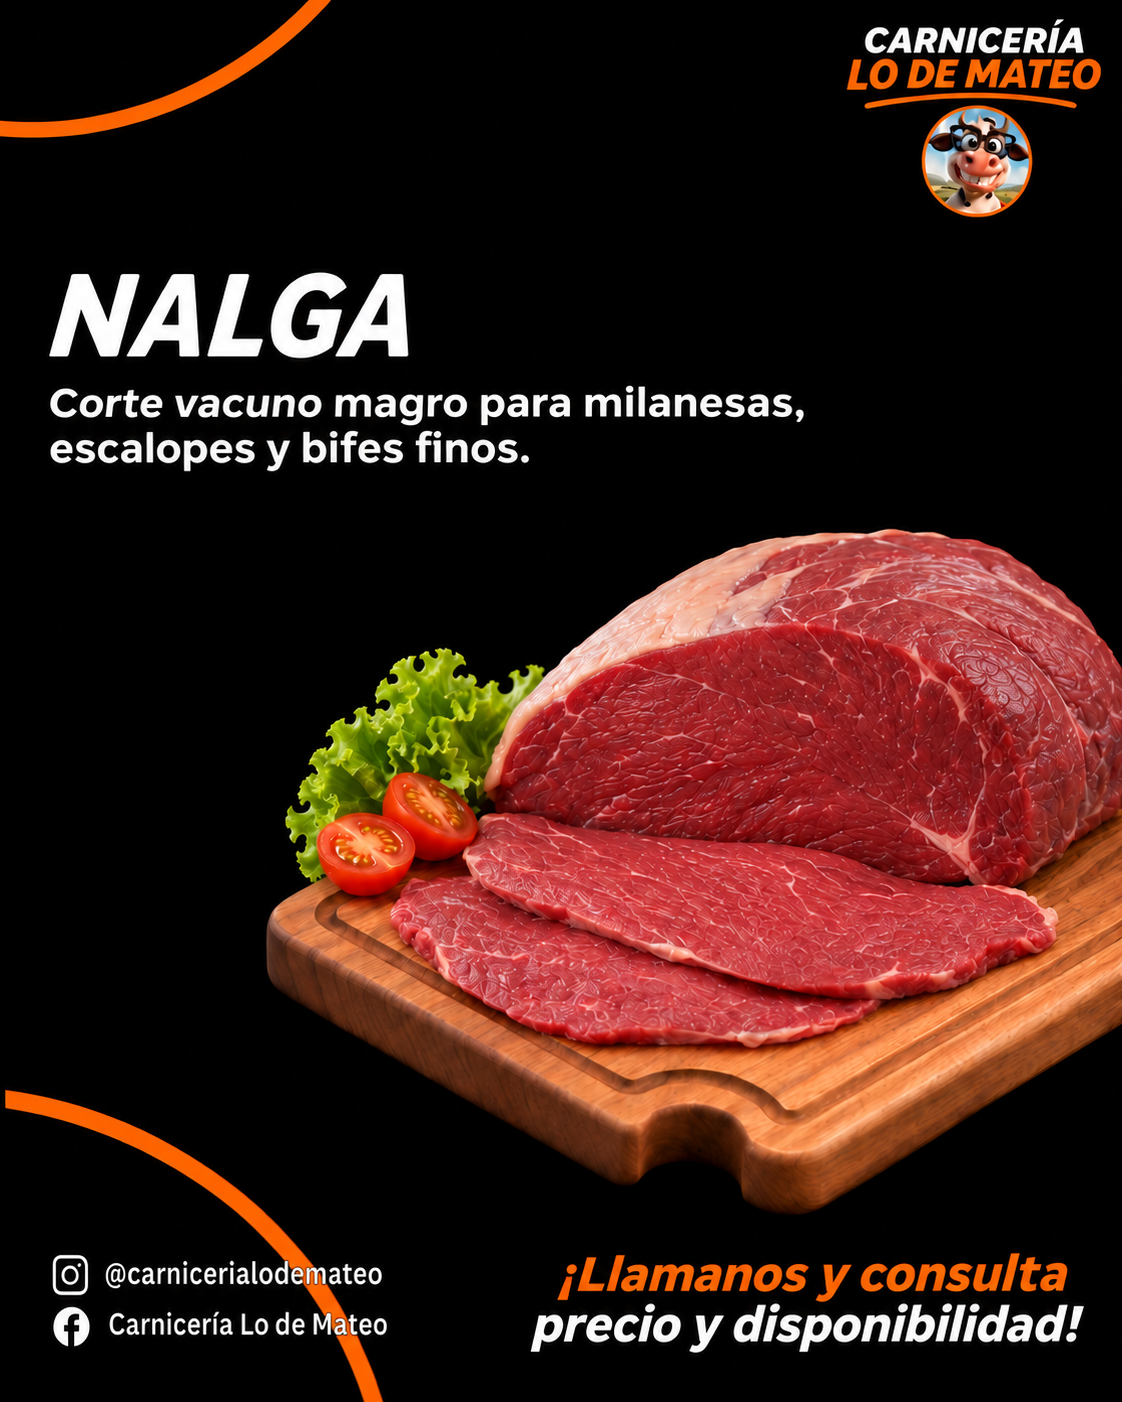 CARNICERÍA
LO DE MATEO
NALGA
Corte vacuno magro para milanesas,
escalopes y bifes finos.
@carnicerialodemateo
Carnicería Lo de Mateo
¡Llamanos y consulta
precio y disponibilidad!